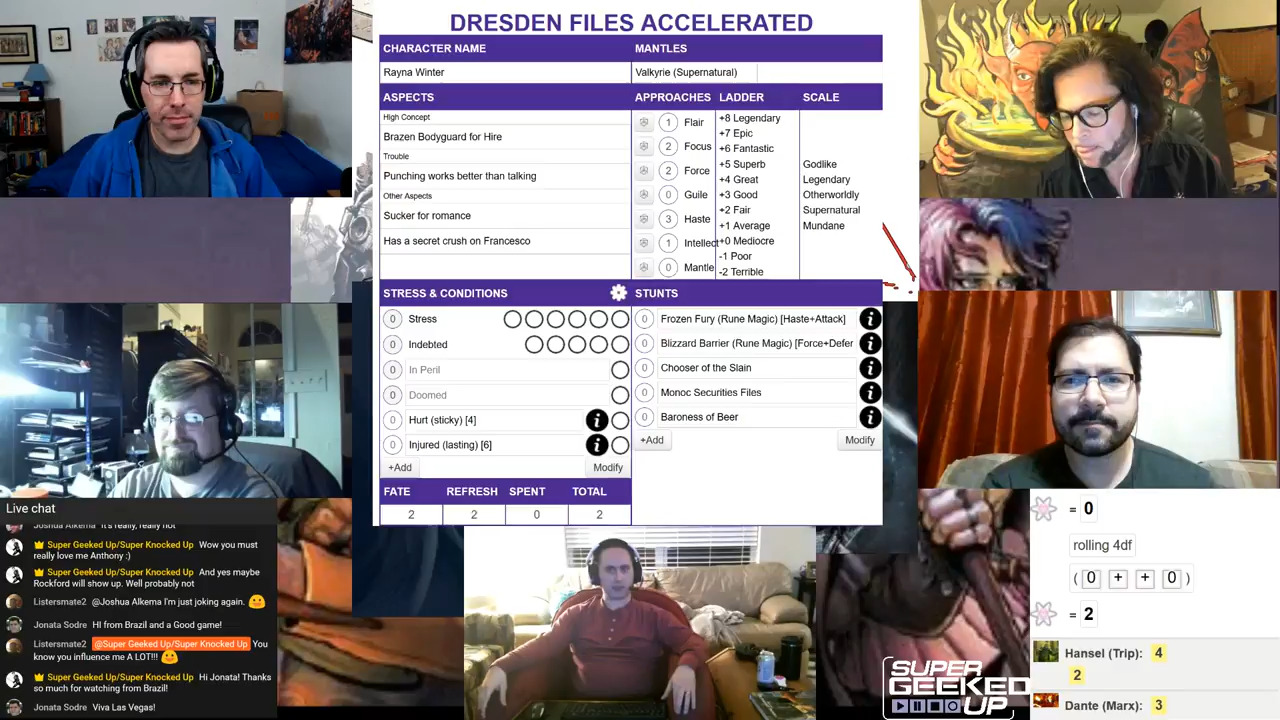 DRESDEN FILES ACCELERATED
CHARACTER NAME
MANTLES
Rayna Winter
Valkyrie (Supernatural)
ASPECTS
High Concept
Brazen Bodyguard for Hire
Trouble
Punching works better than talking
Other Aspects
Sucker for romance
Has a secret crush on Francesco
APPROACHES
1 Flair
2 Focus
2 Force
0 Guile
3 Haste
1 Intellect
0 Mantle
LADDER
+8 Legendary
+7 Epic
+6 Fantastic
+5 Superb
+4 Great
+3 Good
+2 Fair
+1 Average
+0 Mediocre
-1 Poor
-2 Terrible
SCALE
Godlike
Legendary
Otherworldly
Supernatural
Mundane
STRESS & CONDITIONS
0 Stress
0 Indebted
0 In Peril
0 Doomed
0 Hurt (sticky) [4] i
0 Injured (lasting) [6] i
+Add Modify
FATE REFRESH SPENT TOTAL
2 2 0 2
STUNTS
0 Frozen Fury (Rune Magic) [Haste+Attack] i
0 Blizzard Barrier (Rune Magic) [Force+Defer i
0 Chooser of the Slain i
0 Monoc Securities Files i
0 Baroness of Beer i
+Add Modify
Live chat
Joshua Alkema It's really, really not
Super Geeked Up/Super Knocked Up Wow you must
really love me Anthony :)
Super Geeked Up/Super Knocked Up And yes maybe
Rockford will show up. Well probably not
Listersmate2 @Joshua Alkema I'm just joking again.
Jonata Sodre HI from Brazil and a Good game!
Listersmate2 @Super Geeked Up/Super Knocked Up You
know you influence me A LOT!!!
Super Geeked Up/Super Knocked Up Hi Jonata! Thanks
so much for watching from Brazil!
Jonata Sodre Viva Las Vegas!
SUPER
GEEKED
UP
= 0
rolling 4df
( 0 + + 0 )
= 2
Hansel (Trip): 4
2
Dante (Marx): 3